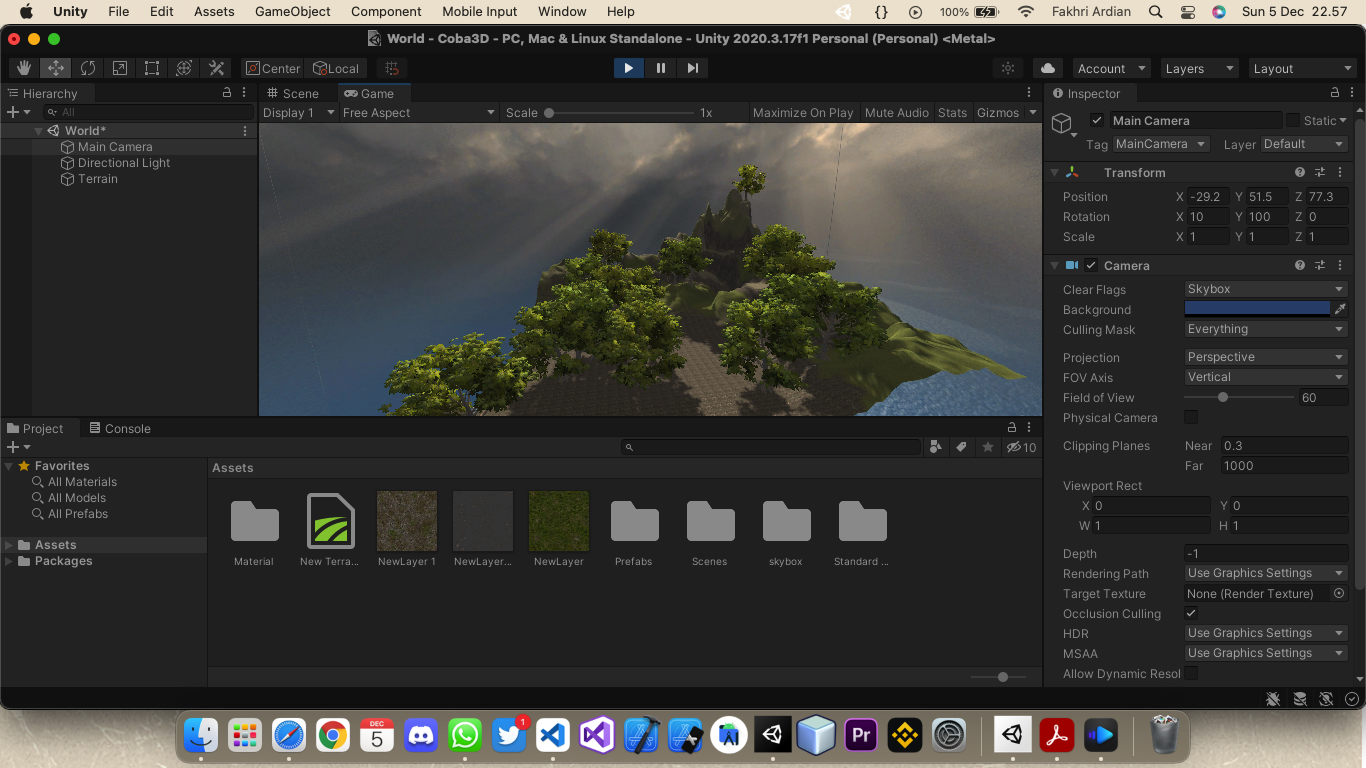 Unity File Edit Assets GameObject Component Mobile Input Window Help {} 100% Fakhri Ardian Sun 5 Dec 22.57
World - Coba3D - PC, Mac & Linux Standalone - Unity 2020.3.17f1 Personal (Personal) <Metal>
Center Local Account Layers Layout
Hierarchy
All
World*
Main Camera
Directional Light
Terrain
Scene Game
Display 1 Free Aspect Scale 1x Maximize On Play Mute Audio Stats Gizmos
Inspector
Main Camera Static
Tag MainCamera Layer Default
Transform
Position X -29.2 Y 51.5 Z 77.3
Rotation X 10 Y 100 Z 0
Scale X 1 Y 1 Z 1
Camera
Clear Flags Skybox
Background
Culling Mask Everything
Projection Perspective
FOV Axis Vertical
Field of View 60
Physical Camera
Clipping Planes Near 0.3
Far 1000
Viewport Rect
X 0 Y 0
W 1 H 1
Depth -1
Rendering Path Use Graphics Settings
Target Texture None (Render Texture)
Occlusion Culling
HDR Use Graphics Settings
MSAA Use Graphics Settings
Allow Dynamic Resol
Project Console
10
Favorites
All Materials
All Models
All Prefabs
Assets
Packages
Assets
Material New Terra... NewLayer 1 NewLayer... NewLayer Prefabs Scenes skybox Standard ...
DEC
5
1
Pr